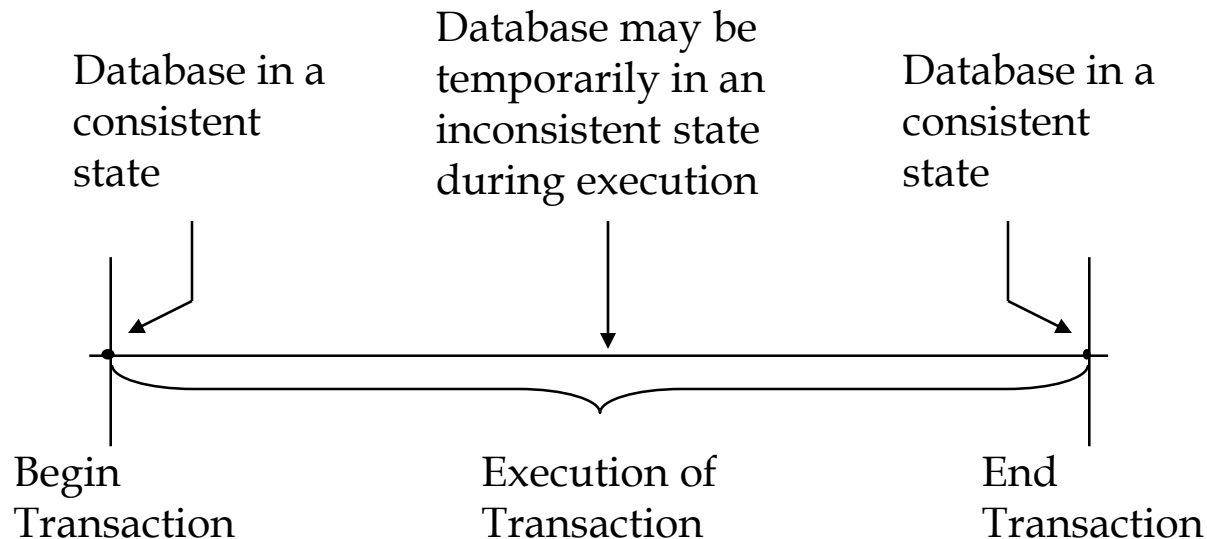 Database in a
consistent
state
Database may be
temporarily in an
inconsistent state
during execution
Database in a
consistent
state
Begin
Transaction
Execution of
Transaction
End
Transaction